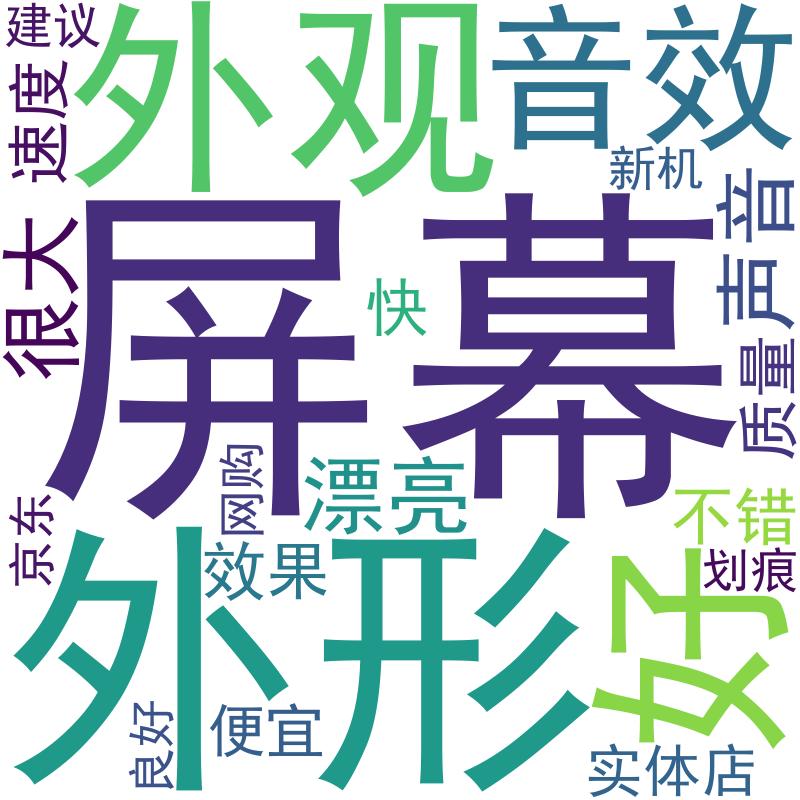 建议
外观
音效
速度
新机
很大
屏幕
音
声
快
质量
网购
漂亮
不错
京东
外形
效果
好
划痕
良好
便宜
实体店